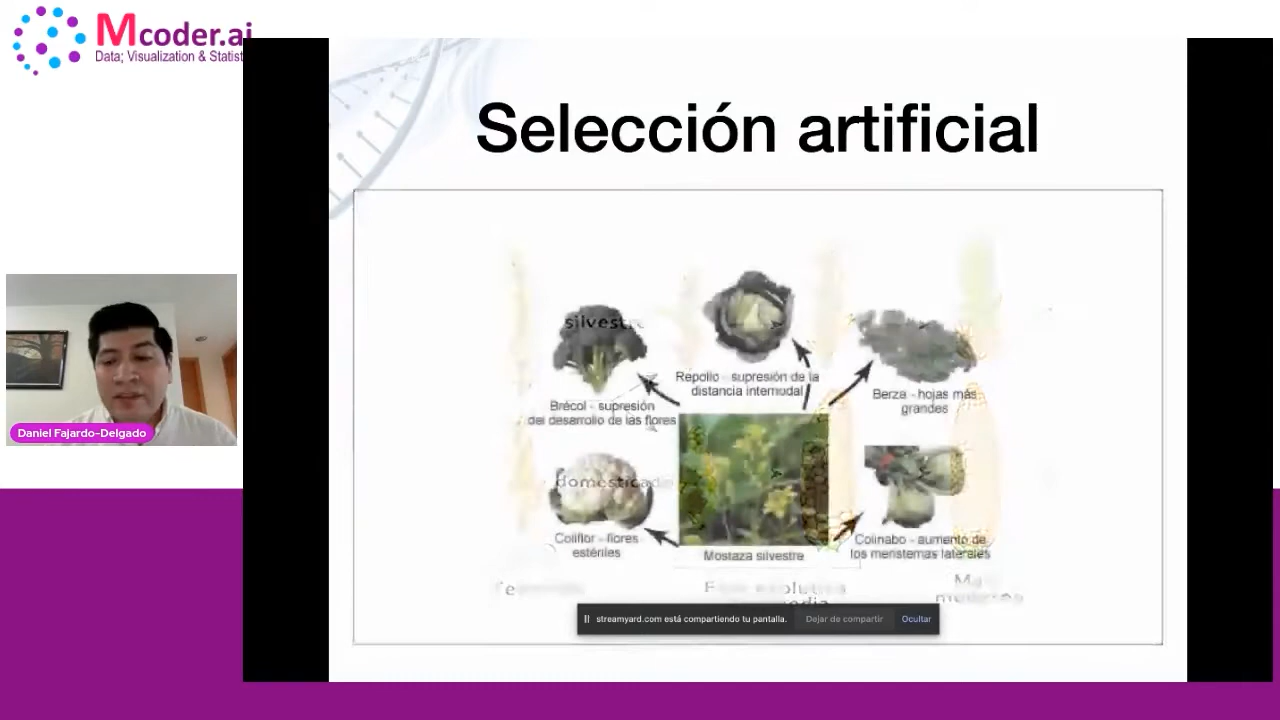 Mcoder.ai
Data; Visualization & Statist
Selección artificial
silvestre
Repollo - supresión de la
distancia internodal
Brécol - supresión
del desarrollo de las flores
Berza - hojas más
grandes
domesticado
Coliflor - flores
estériles
Mostaza silvestre
Colinabo - aumento de
los meristemas laterales
streamyard.com está compartiendo tu pantalla.
Dejar de compartir
Ocultar
Daniel Fajardo-Delgado